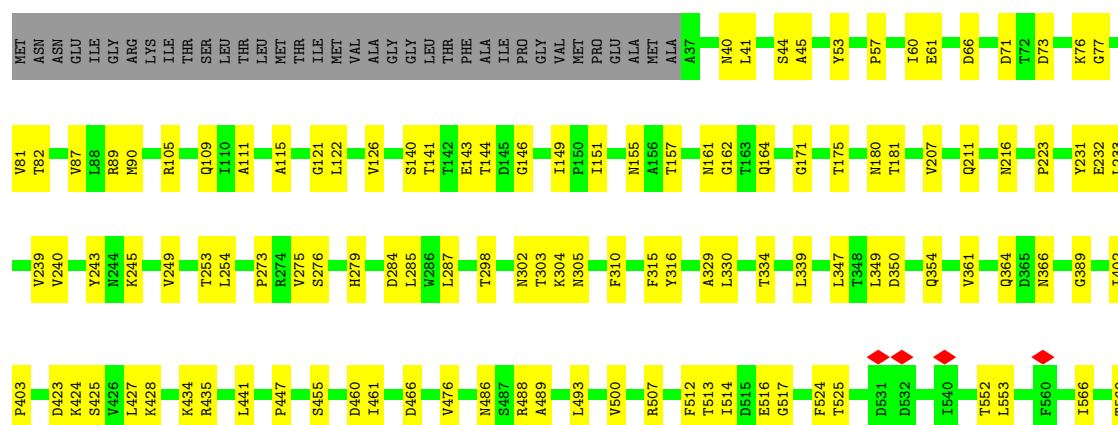 MET ASN ASN GLU ILE GLY ARG LYS ILE THR SER LEU LEU THR LEU MET THR ILE MET VAL ALA GLY GLY LEU THR PHE ALA ILE PRO GLY VAL MET PRO GLU ALA MET ALA A37 N40 L41 S44 A45 Y53 P57 I60 E61 D66 D71 T72 D73 K76 G77
V81 T82 V87 L88 R89 M90 R105 Q109 I110 A111 A115 G121 L122 V126 S140 T141 T142 E143 T144 D145 G146 I149 P150 I151 N155 A156 T157 N161 G162 T163 Q164 G171 T175 N180 T181 V207 Q211 N216 P223 Y231 E232 L233
V239 V240 Y243 N244 K245 V249 T253 L254 P273 R274 V275 S276 H279 D284 L285 W286 L287 T298 N302 T303 K304 N305 F310 F315 Y316 A329 L330 T334 L339 L347 T348 L349 D350 Q354 V361 Q364 D365 N366 G389
P403 D423 K424 S425 V426 L427 K428 K434 R435 L441 P447 S455 D460 I461 D466 V476 N486 S487 R488 A489 L493 V500 R507 F512 T513 I514 D515 E516 G517 F524 T525 D531 D532 I540 T552 L553 F560 I566